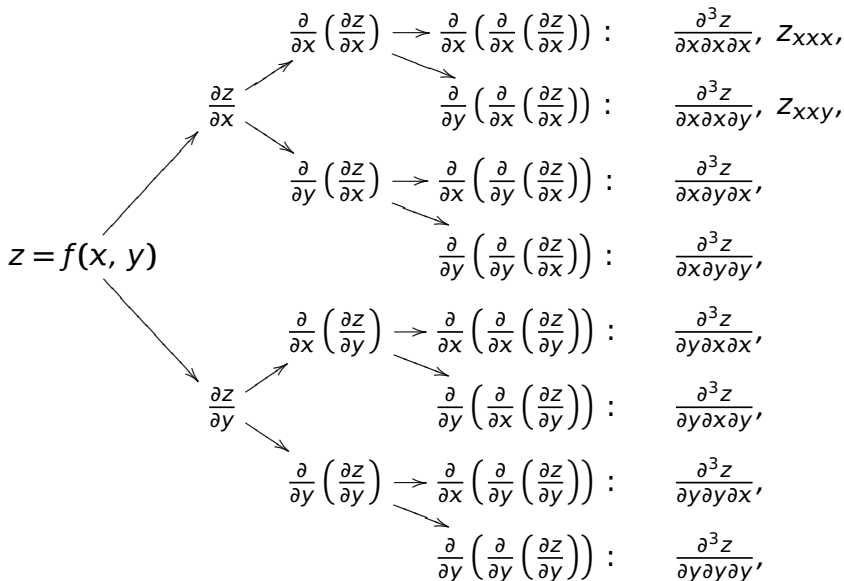 ∂/∂x (∂z/∂x) → ∂/∂x (∂/∂x (∂z/∂x)) : ∂³z/∂x∂x∂x, z_xxx,
∂z/∂x ∂/∂y (∂/∂x (∂z/∂x)) : ∂³z/∂x∂x∂y, z_xxy,
∂/∂y (∂z/∂x) → ∂/∂x (∂/∂y (∂z/∂x)) : ∂³z/∂x∂y∂x,
z = f(x, y) ∂/∂y (∂/∂y (∂z/∂x)) : ∂³z/∂x∂y∂y,
∂/∂x (∂z/∂y) → ∂/∂x (∂/∂x (∂z/∂y)) : ∂³z/∂y∂x∂x,
∂z/∂y ∂/∂y (∂/∂x (∂z/∂y)) : ∂³z/∂y∂x∂y,
∂/∂y (∂z/∂y) → ∂/∂x (∂/∂y (∂z/∂y)) : ∂³z/∂y∂y∂x,
∂/∂y (∂/∂y (∂z/∂y)) : ∂³z/∂y∂y∂y,